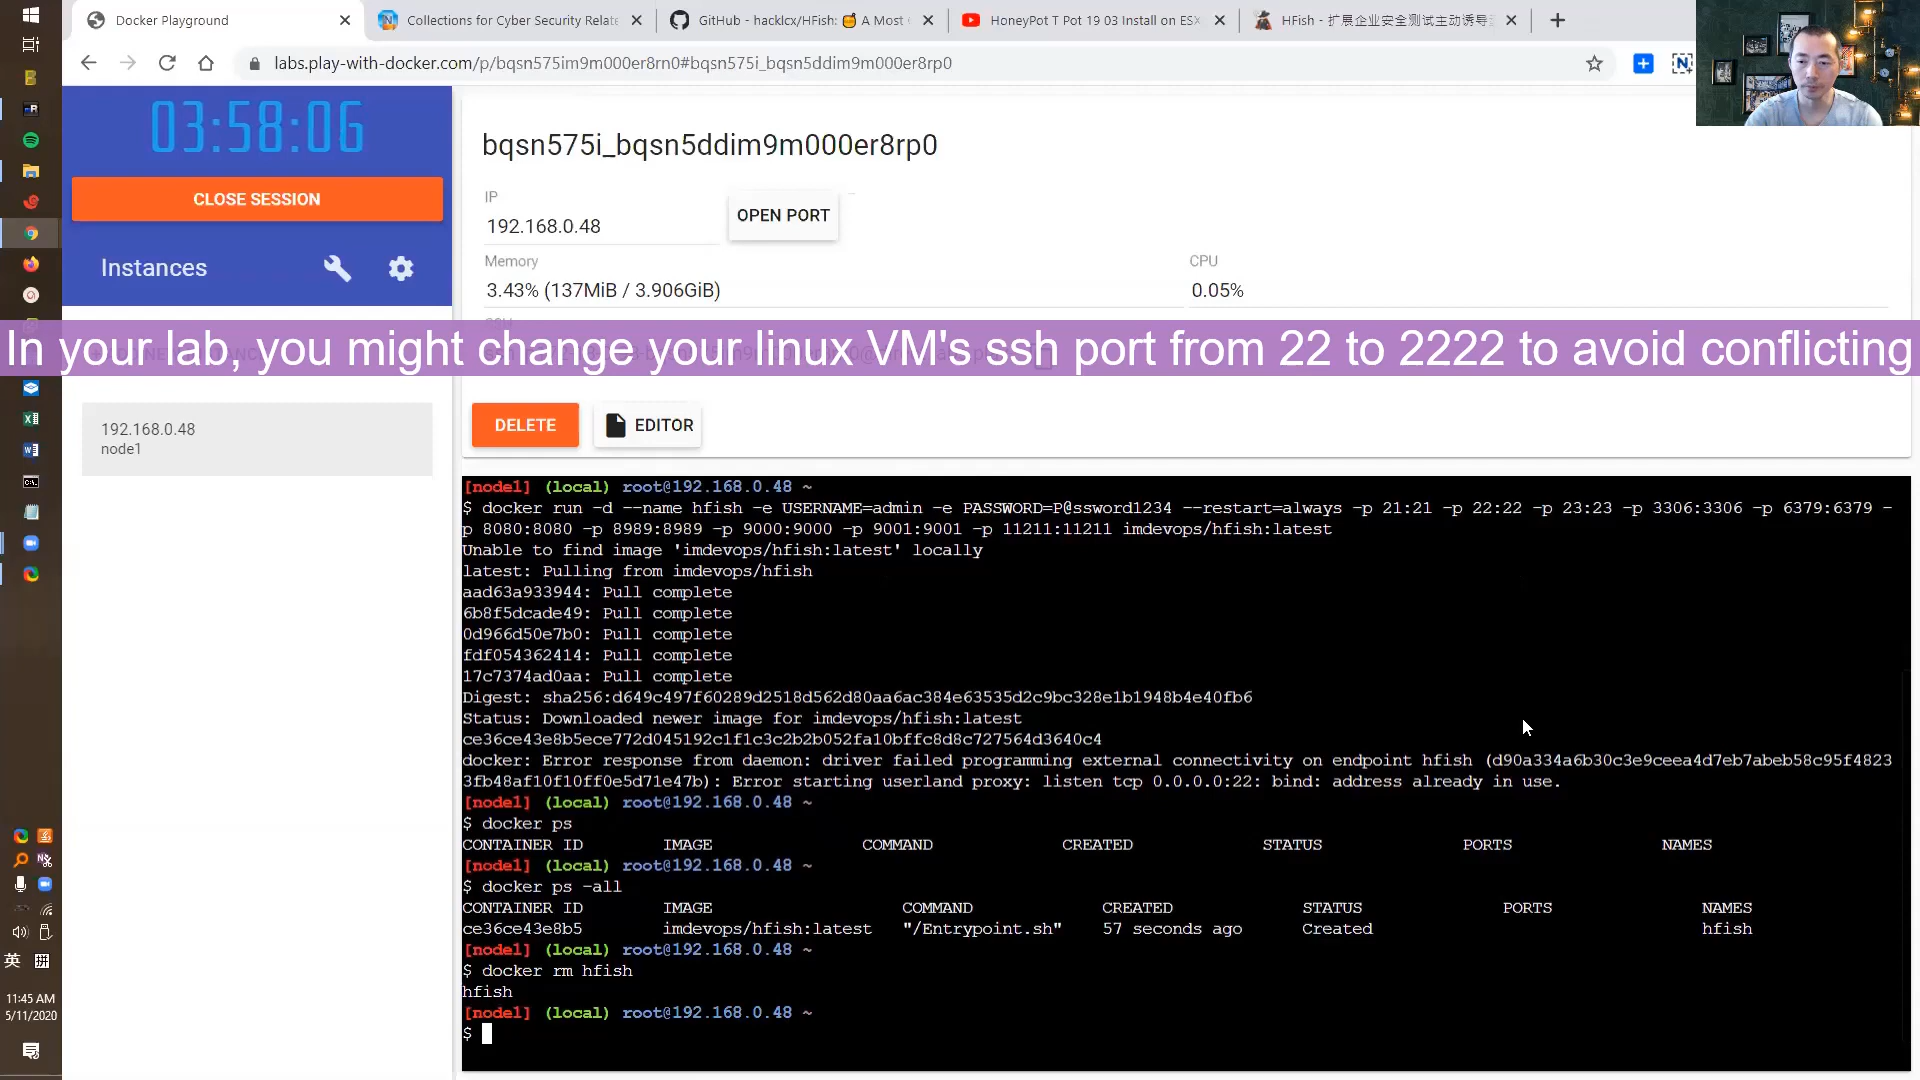 Docker Playground
Collections for Cyber Security Relate
GitHub - hacklcx/HFish: A Most
HoneyPot T Pot 19 03 Install on ESX
HFish - 扩展企业安全测试主动诱导
labs.play-with-docker.com/p/bqsn575im9m000er8rn0#bqsn575i_bqsn5ddim9m000er8rp0
03:58:06
CLOSE SESSION
Instances
192.168.0.48
node1
bqsn575i_bqsn5ddim9m000er8rp0
IP
192.168.0.48
OPEN PORT
Memory
3.43% (137MiB / 3.906GiB)
CPU
0.05%
In your lab, you might change your linux VM's ssh port from 22 to 2222 to avoid conflicting
DELETE
EDITOR
[node1] (local) root@192.168.0.48 ~
$ docker run -d --name hfish -e USERNAME=admin -e PASSWORD=P@ssword1234 --restart=always -p 21:21 -p 22:22 -p 23:23 -p 3306:3306 -p 6379:6379 -
p 8080:8080 -p 8989:8989 -p 9000:9000 -p 9001:9001 -p 11211:11211 imdevops/hfish:latest
Unable to find image 'imdevops/hfish:latest' locally
latest: Pulling from imdevops/hfish
aad63a933944: Pull complete
6b8f5dcade49: Pull complete
0d966d50e7b0: Pull complete
fdf054362414: Pull complete
17c7374ad0aa: Pull complete
Digest: sha256:d649c497f60289d2518d562d80aa6ac384e63535d2c9bc328e1b1948b4e40fb6
Status: Downloaded newer image for imdevops/hfish:latest
ce36ce43e8b5ece772d045192c1f1c3c2b2b052fa10bffc8d8c727564d3640c4
docker: Error response from daemon: driver failed programming external connectivity on endpoint hfish (d90a334a6b30c3e9ceea4d7eb7abeb58c95f4823
3fb48af10f10ff0e5d71e47b): Error starting userland proxy: listen tcp 0.0.0.0:22: bind: address already in use.
[node1] (local) root@192.168.0.48 ~
$ docker ps
CONTAINER ID IMAGE COMMAND CREATED STATUS PORTS NAMES
[node1] (local) root@192.168.0.48 ~
$ docker ps -all
CONTAINER ID IMAGE COMMAND CREATED STATUS PORTS NAMES
ce36ce43e8b5 imdevops/hfish:latest "/Entrypoint.sh" 57 seconds ago Created hfish
[node1] (local) root@192.168.0.48 ~
$ docker rm hfish
hfish
[node1] (local) root@192.168.0.48 ~
$
英
拼
11:45 AM
5/11/2020